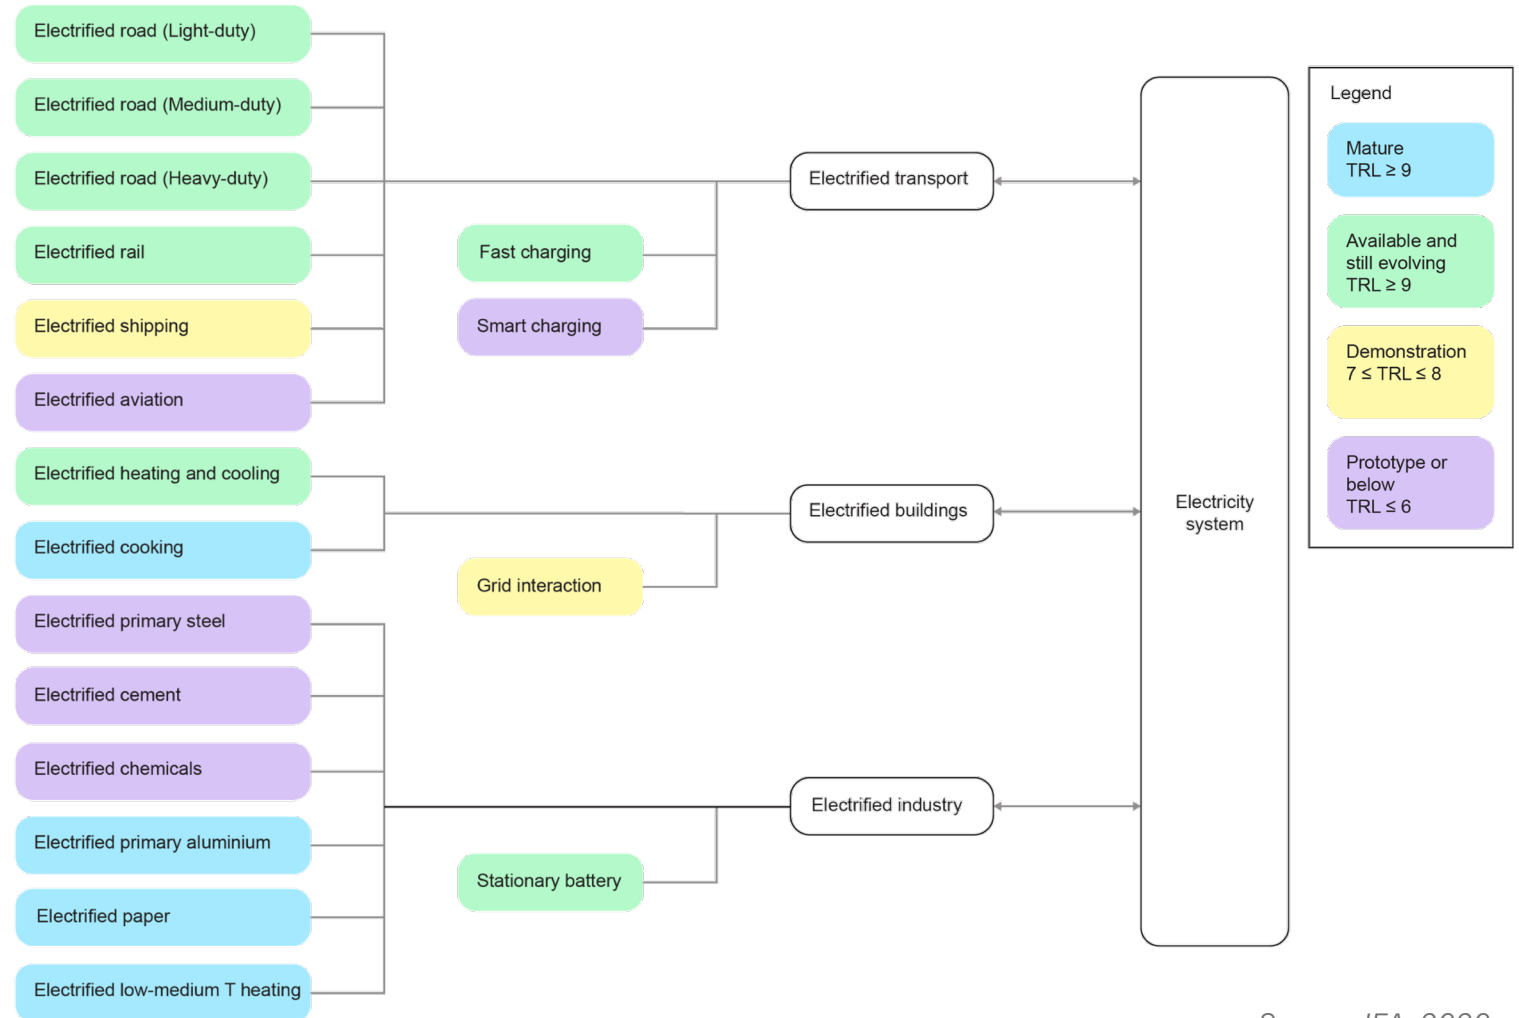 Electrified road (Light-duty)
Electrified road (Medium-duty)
Electrified road (Heavy-duty)
Electrified rail
Electrified shipping
Electrified aviation
Electrified heating and cooling
Electrified cooking
Electrified primary steel
Electrified cement
Electrified chemicals
Electrified primary aluminium
Electrified paper
Electrified low-medium T heating
Fast charging
Smart charging
Grid interaction
Stationary battery
Electrified transport
Electrified buildings
Electrified industry
Electricity
system
Legend
Mature
TRL ≥ 9
Available and
still evolving
TRL ≥ 9
Demonstration
7 ≤ TRL ≤ 8
Prototype or
below
TRL ≤ 6